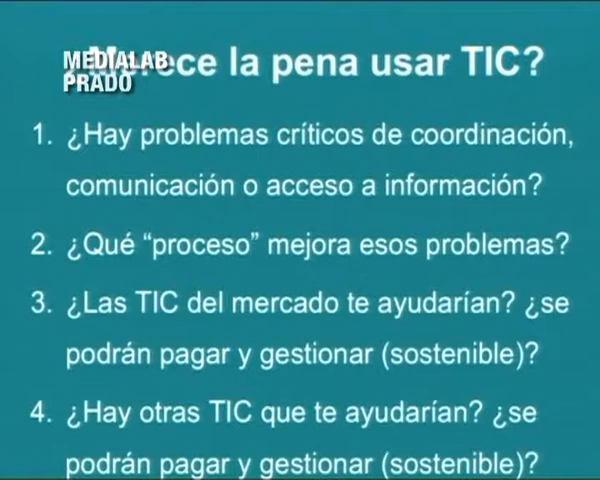 MEDIALAB
PRADO
¿Merece la pena usar TIC?
1. ¿Hay problemas críticos de coordinación,
comunicación o acceso a información?
2. ¿Qué “proceso” mejora esos problemas?
3. ¿Las TIC del mercado te ayudarían? ¿se
podrán pagar y gestionar (sostenible)?
4. ¿Hay otras TIC que te ayudarían? ¿se
podrán pagar y gestionar (sostenible)?